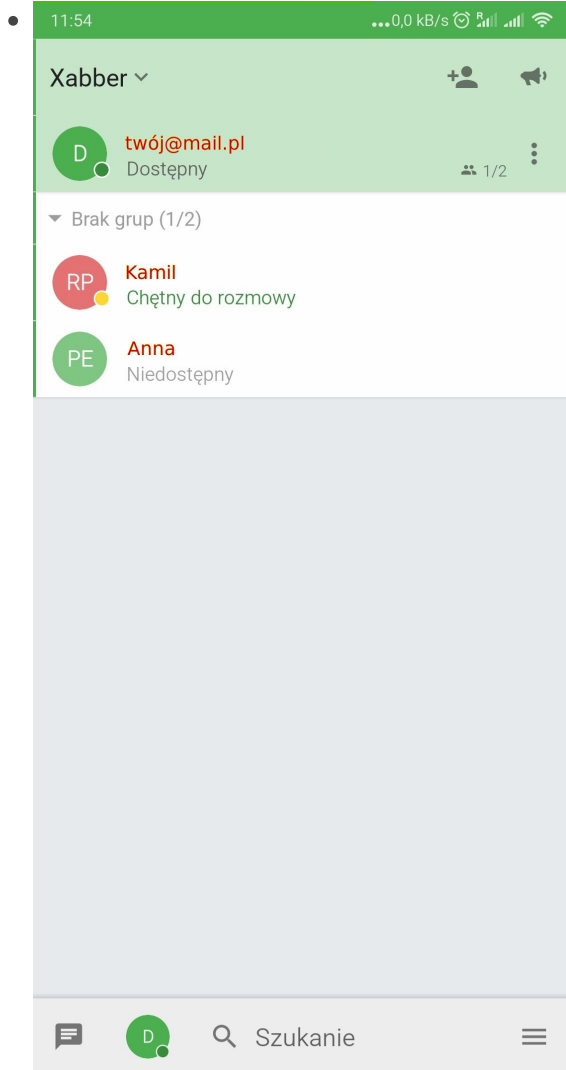 11:54
...0,0 kB/s R
Xabber
D
twój@mail.pl
Dostępny
1/2
Brak grup (1/2)
RP
Kamil
Chętny do rozmowy
PE
Anna
Niedostępny
D
Szukanie